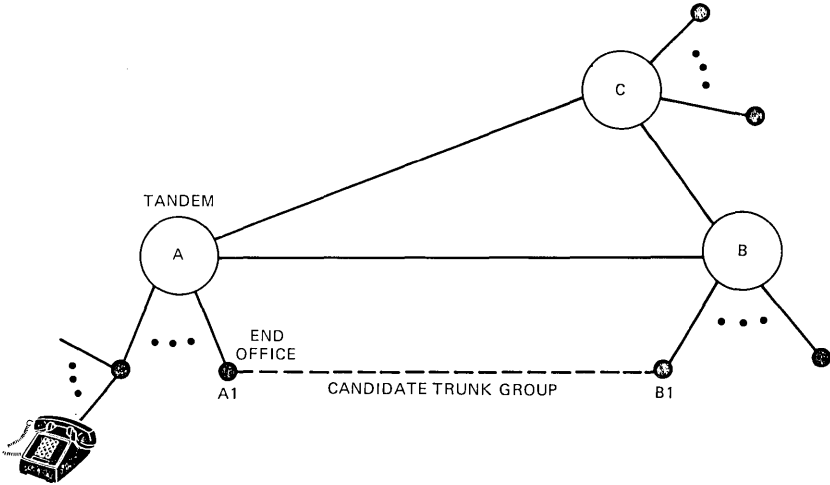 C
TANDEM
A
B
END
OFFICE
A1
CANDIDATE TRUNK GROUP
B1